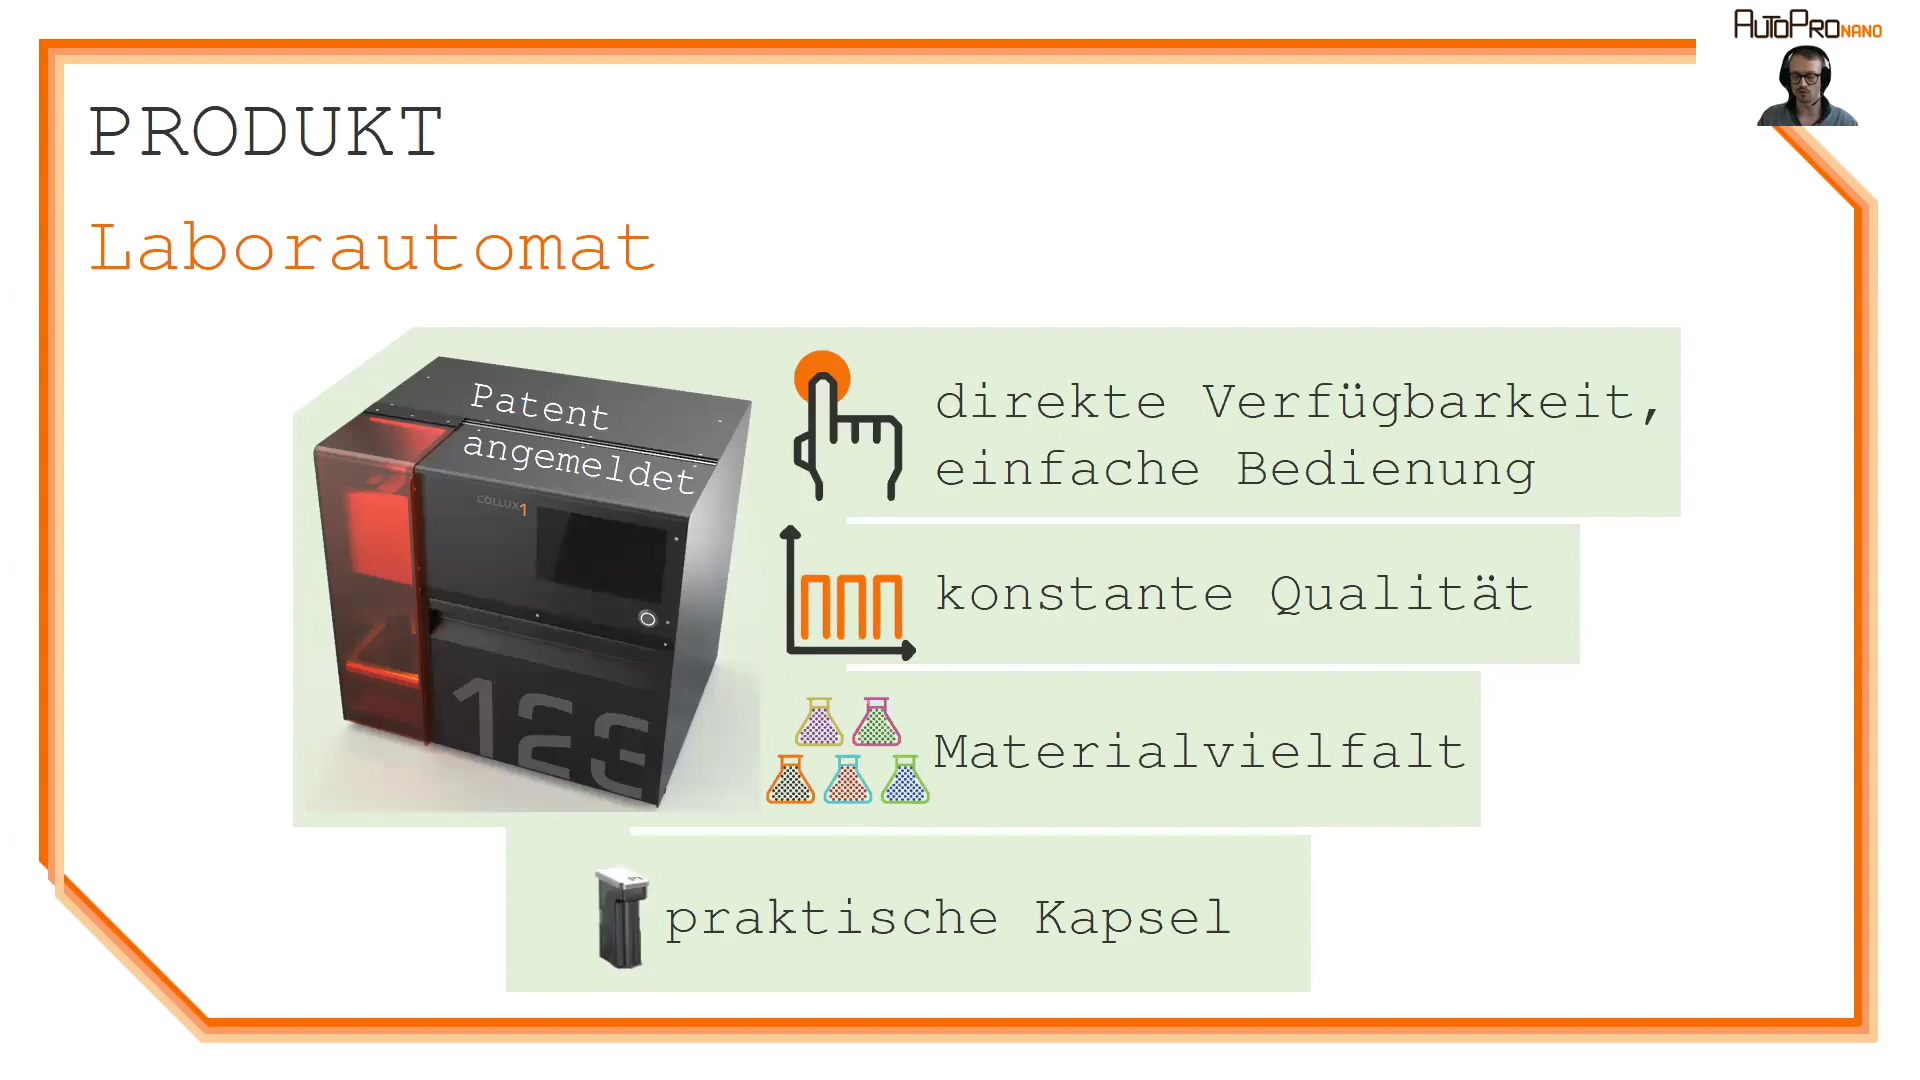 AUTOPRONANO
PRODUKT
Laborautomat
Patent
angemeldet
COLLUX1
123
direkte Verfügbarkeit,
einfache Bedienung
konstante Qualität
Materialvielfalt
praktische Kapsel